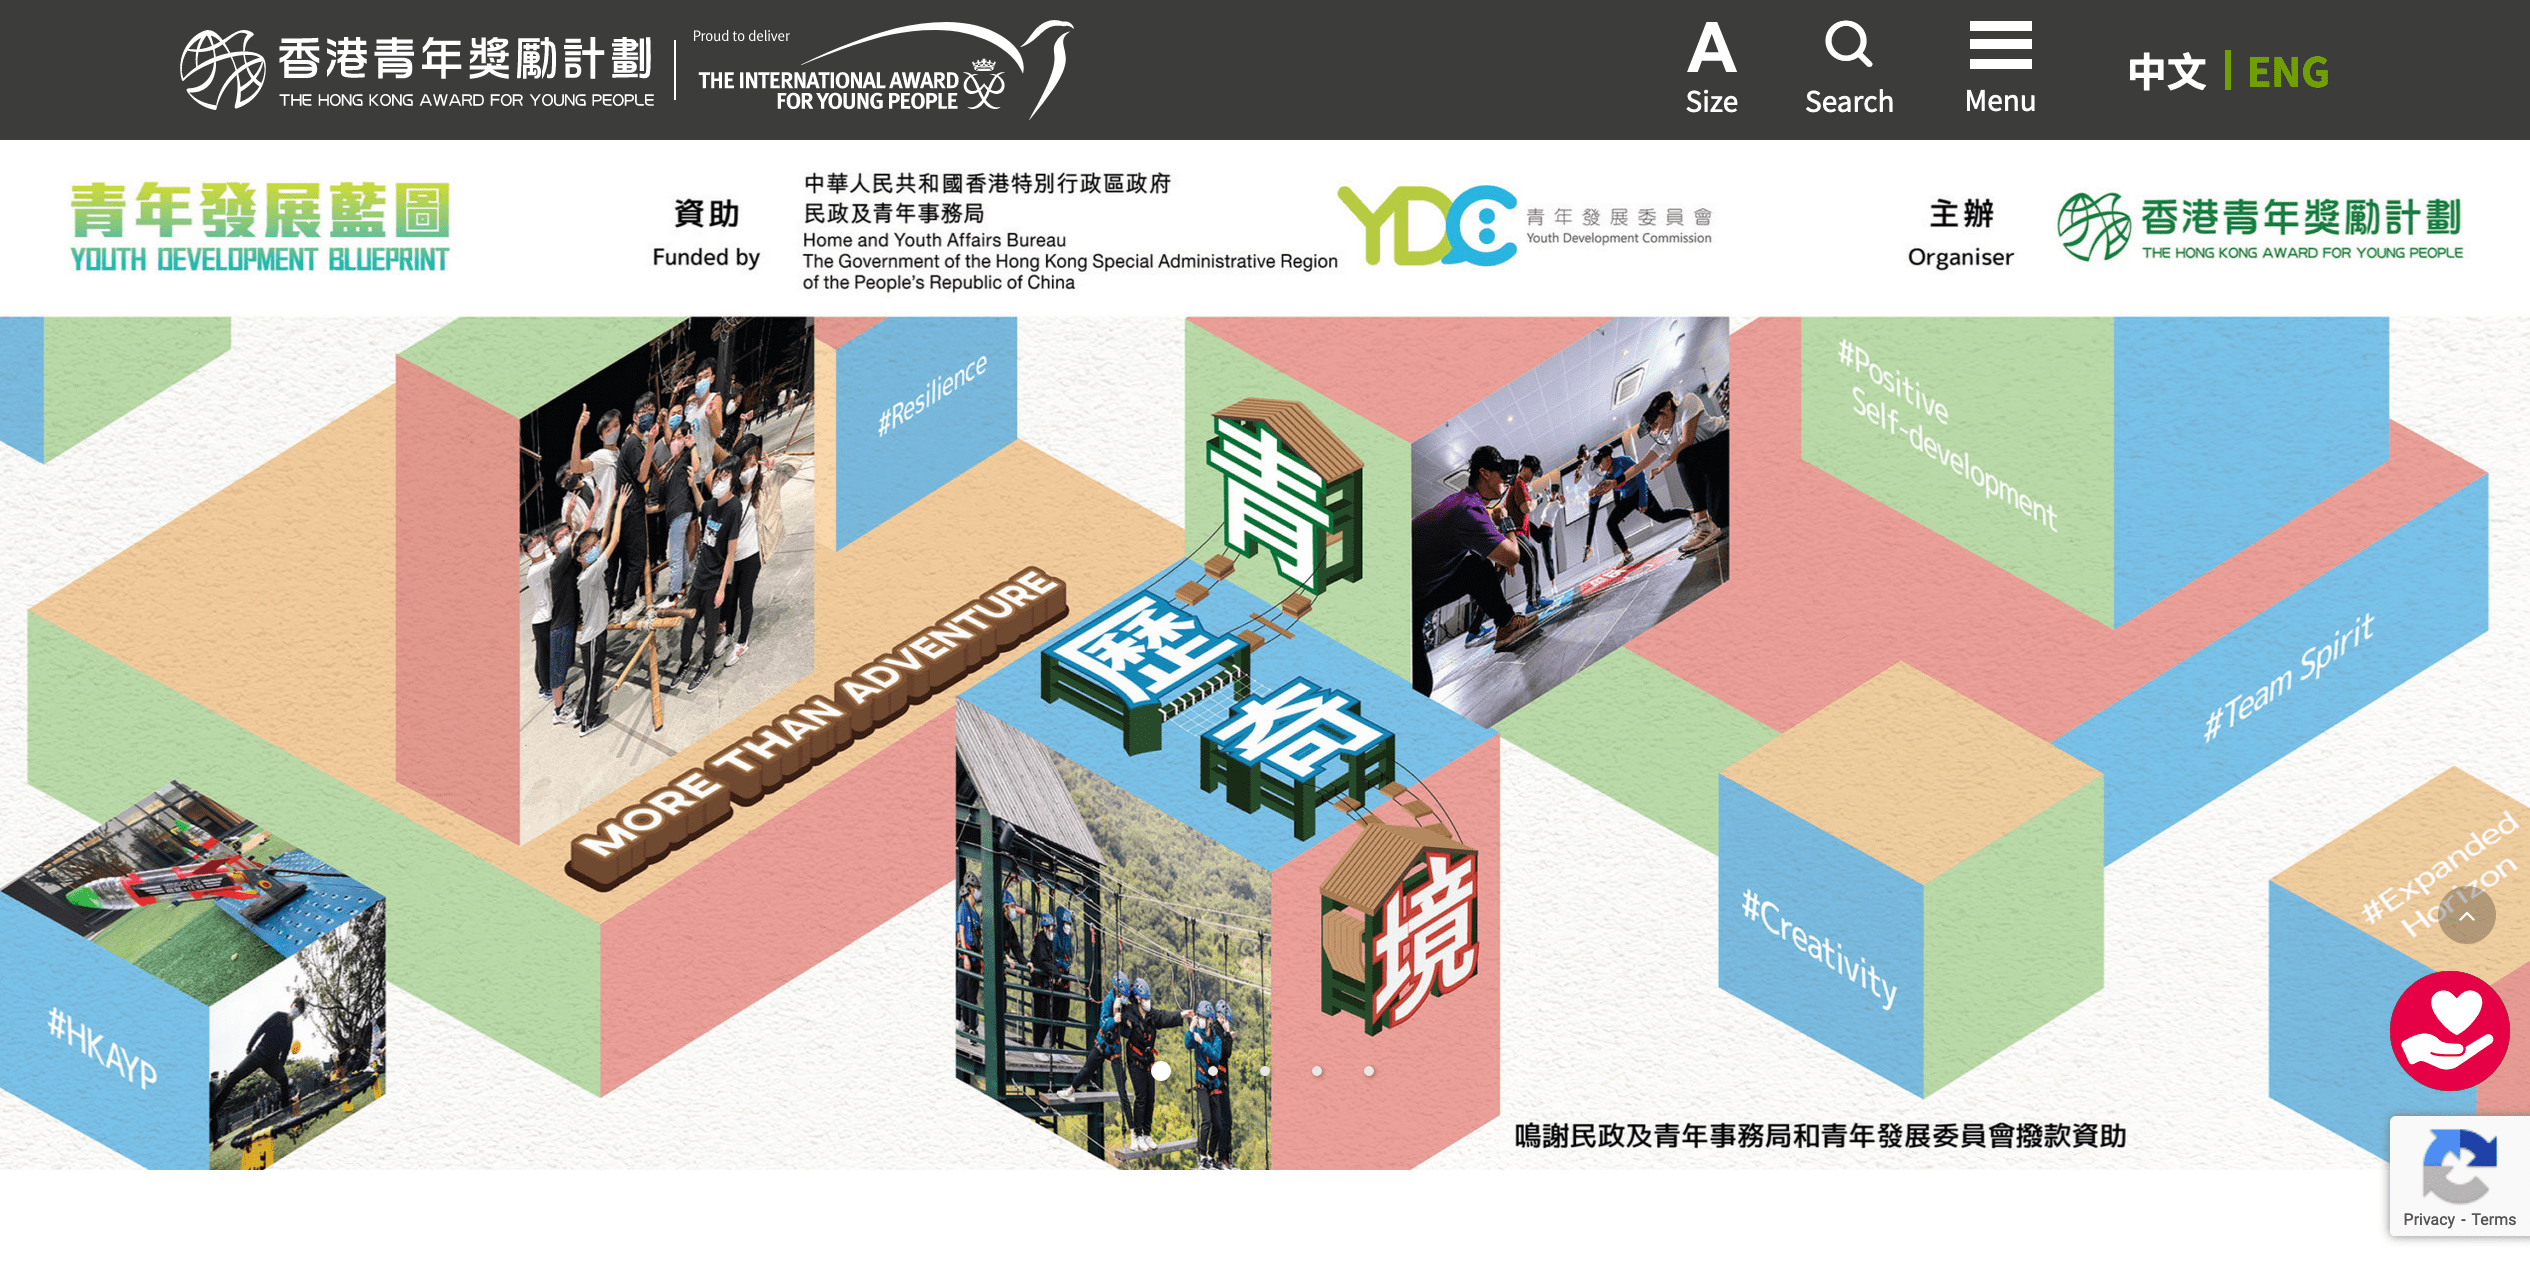 香港青年獎勵計劃
THE HONG KONG AWARD FOR YOUNG PEOPLE
Proud to deliver
THE INTERNATIONAL AWARD
FOR YOUNG PEOPLE
Size
Search
Menu
中文
ENG
青年發展藍圖
YOUTH DEVELOPMENT BLUEPRINT
資助
Funded by
中華人民共和國香港特別行政區政府
民政及青年事務局
Home and Youth Affairs Bureau
The Government of the Hong Kong Special Administrative Region
of the People's Republic of China
YDC
青年發展委員會
Youth Development Commission
主辦
Organiser
香港青年獎勵計劃
THE HONG KONG AWARD FOR YOUNG PEOPLE
#Resilience
#Positive
Self-development
青
歷
奇
境
MORE THAN ADVENTURE
#Team Spirit
#Creativity
#Expanded
Horizon
#HKAYP
鳴謝民政及青年事務局和青年發展委員會撥款資助
Privacy - Terms